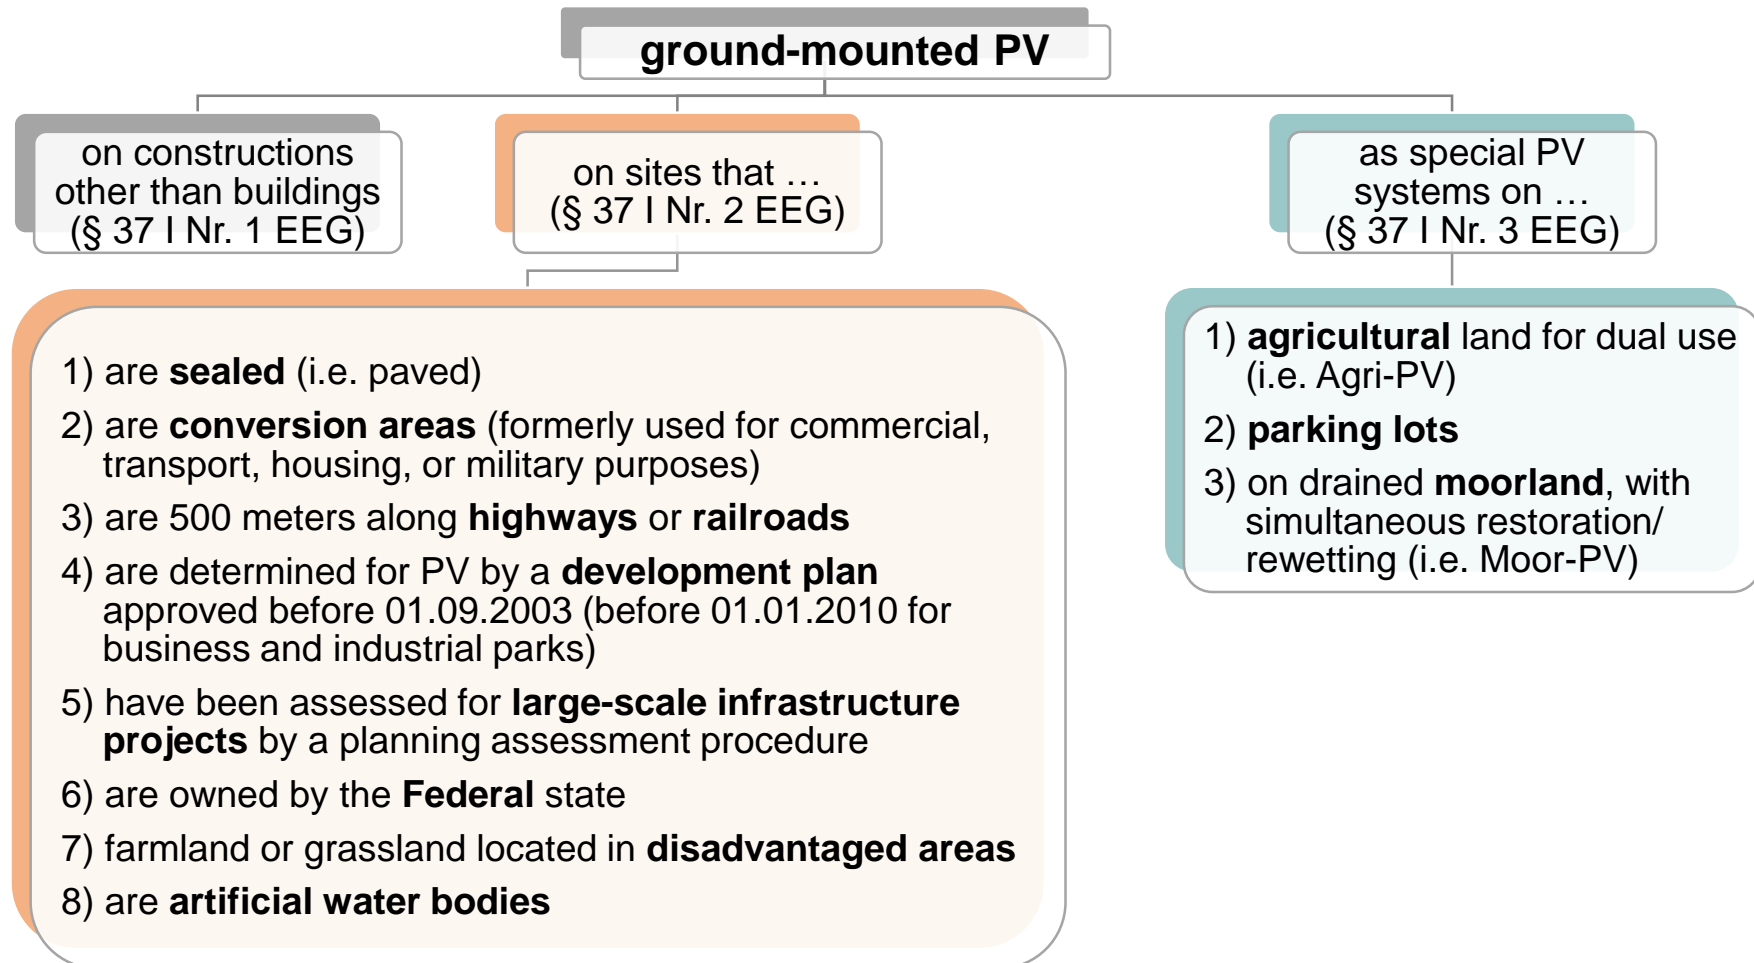 ground-mounted PV
on constructions
other than buildings
(§ 37 I Nr. 1 EEG)
on sites that …
(§ 37 I Nr. 2 EEG)
as special PV
systems on …
(§ 37 I Nr. 3 EEG)
1) are sealed (i.e. paved)
2) are conversion areas (formerly used for commercial,
transport, housing, or military purposes)
3) are 500 meters along highways or railroads
4) are determined for PV by a development plan
approved before 01.09.2003 (before 01.01.2010 for
business and industrial parks)
5) have been assessed for large-scale infrastructure
projects by a planning assessment procedure
6) are owned by the Federal state
7) farmland or grassland located in disadvantaged areas
8) are artificial water bodies
1) agricultural land for dual use
(i.e. Agri-PV)
2) parking lots
3) on drained moorland, with
simultaneous restoration/
rewetting (i.e. Moor-PV)